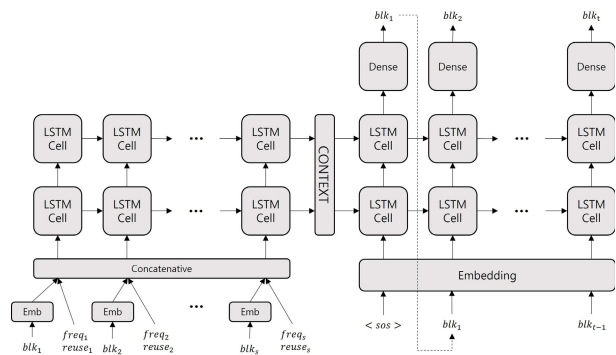 blk₁ blk₂ blkₜ
Dense Dense Dense
LSTM Cell LSTM Cell ... LSTM Cell LSTM Cell LSTM Cell ... LSTM Cell
CONTEXT
LSTM Cell LSTM Cell ... LSTM Cell LSTM Cell LSTM Cell ... LSTM Cell
Concatenative Embedding
Emb Emb ... Emb
blk₁ freq₁ reuse₁ blk₂ freq₂ reuse₂ blkₛ freqₛ reuseₛ
< sos > blk₁ blkₜ₋₁